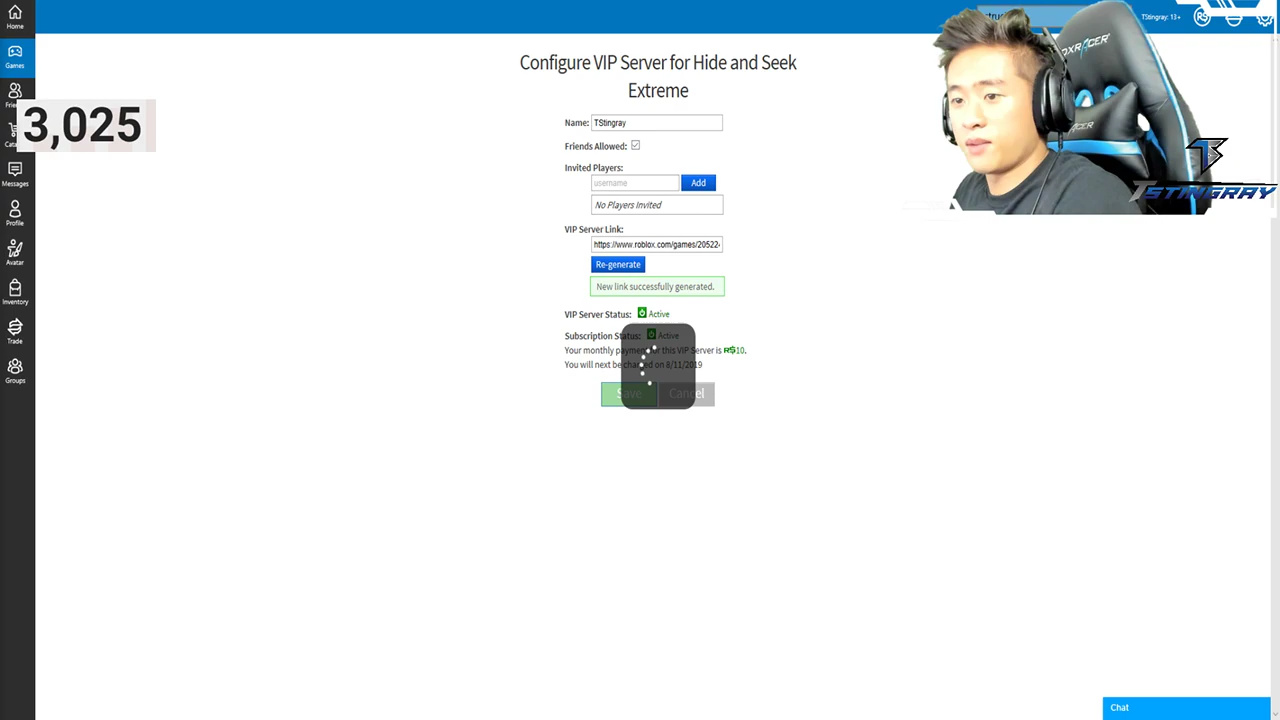 Home
TStingray: 13+
Games
Configure VIP Server for Hide and Seek
Extreme
3,025
Name: TStingray
Friends Allowed:
Invited Players:
username Add
No Players Invited
VIP Server Link:
https://www.roblox.com/games/20522
Re-generate
New link successfully generated.
VIP Server Status: Active
Subscription Status: Active
Your monthly payment for this VIP Server is R$10.
You will next be charged on 8/11/2019
Save Cancel
Messages
Profile
Avatar
Inventory
Trade
Groups
DXRACER
TSTINGRAY
Chat